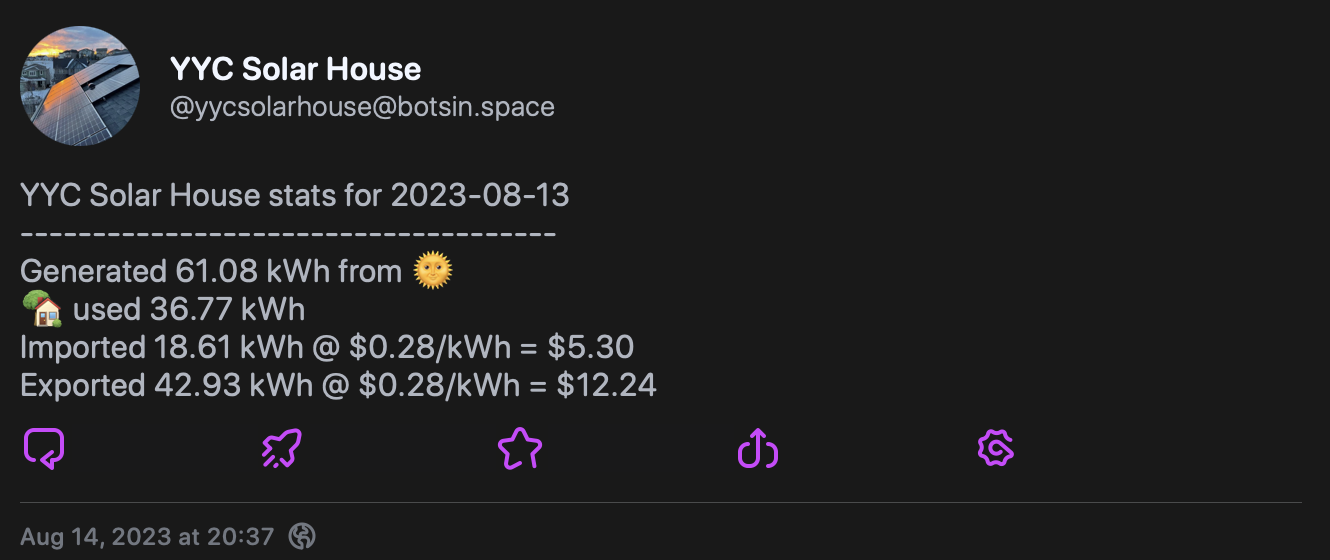 YYC Solar House
@yycsolarhouse@botsin.space
YYC Solar House stats for 2023-08-13
-------------------------------------
Generated 61.08 kWh from 🌞
🏡 used 36.77 kWh
Imported 18.61 kWh @ $0.28/kWh = $5.30
Exported 42.93 kWh @ $0.28/kWh = $12.24
Aug 14, 2023 at 20:37